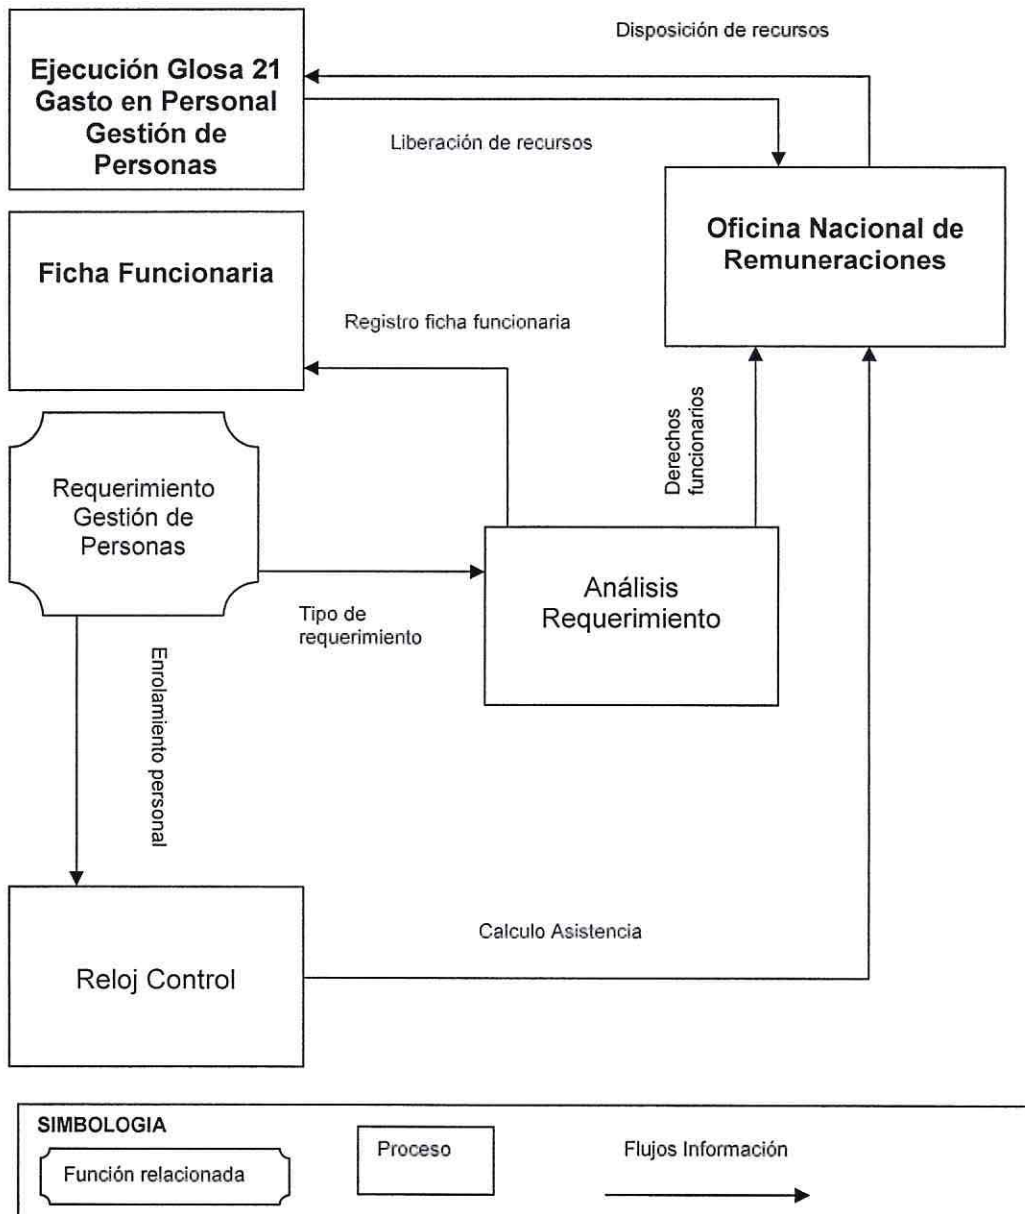 Disposición de recursos
Ejecución Glosa 21
Gasto en Personal
Gestión de
Personas
Liberación de recursos
Oficina Nacional de
Remuneraciones
Ficha Funcionaria
Registro ficha funcionaria
Derechos
funcionarios
Requerimiento
Gestión de
Personas
Análisis
Requerimiento
Tipo de
requerimiento
Enrolamiento personal
Calculo Asistencia
Reloj Control
SIMBOLOGIA
Función relacionada
Proceso
Flujos Información